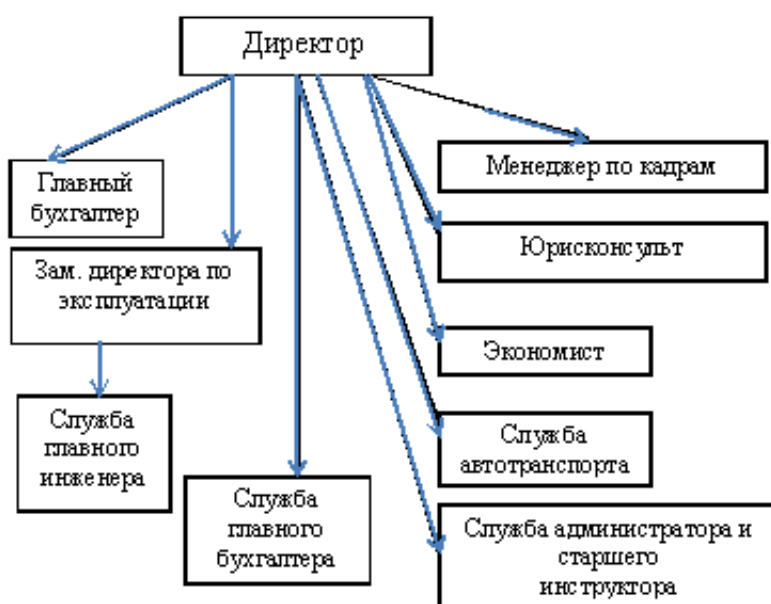 Директор
Главный
бухгалтер
Зам. директора по
эксплуатации
Служба
главного
инженера
Служба
главного
бухгалтера
Менеджер по кадрам
Юрисконсульт
Экономист
Служба
автотранспорта
Служба администратора и
старшего
инструктора